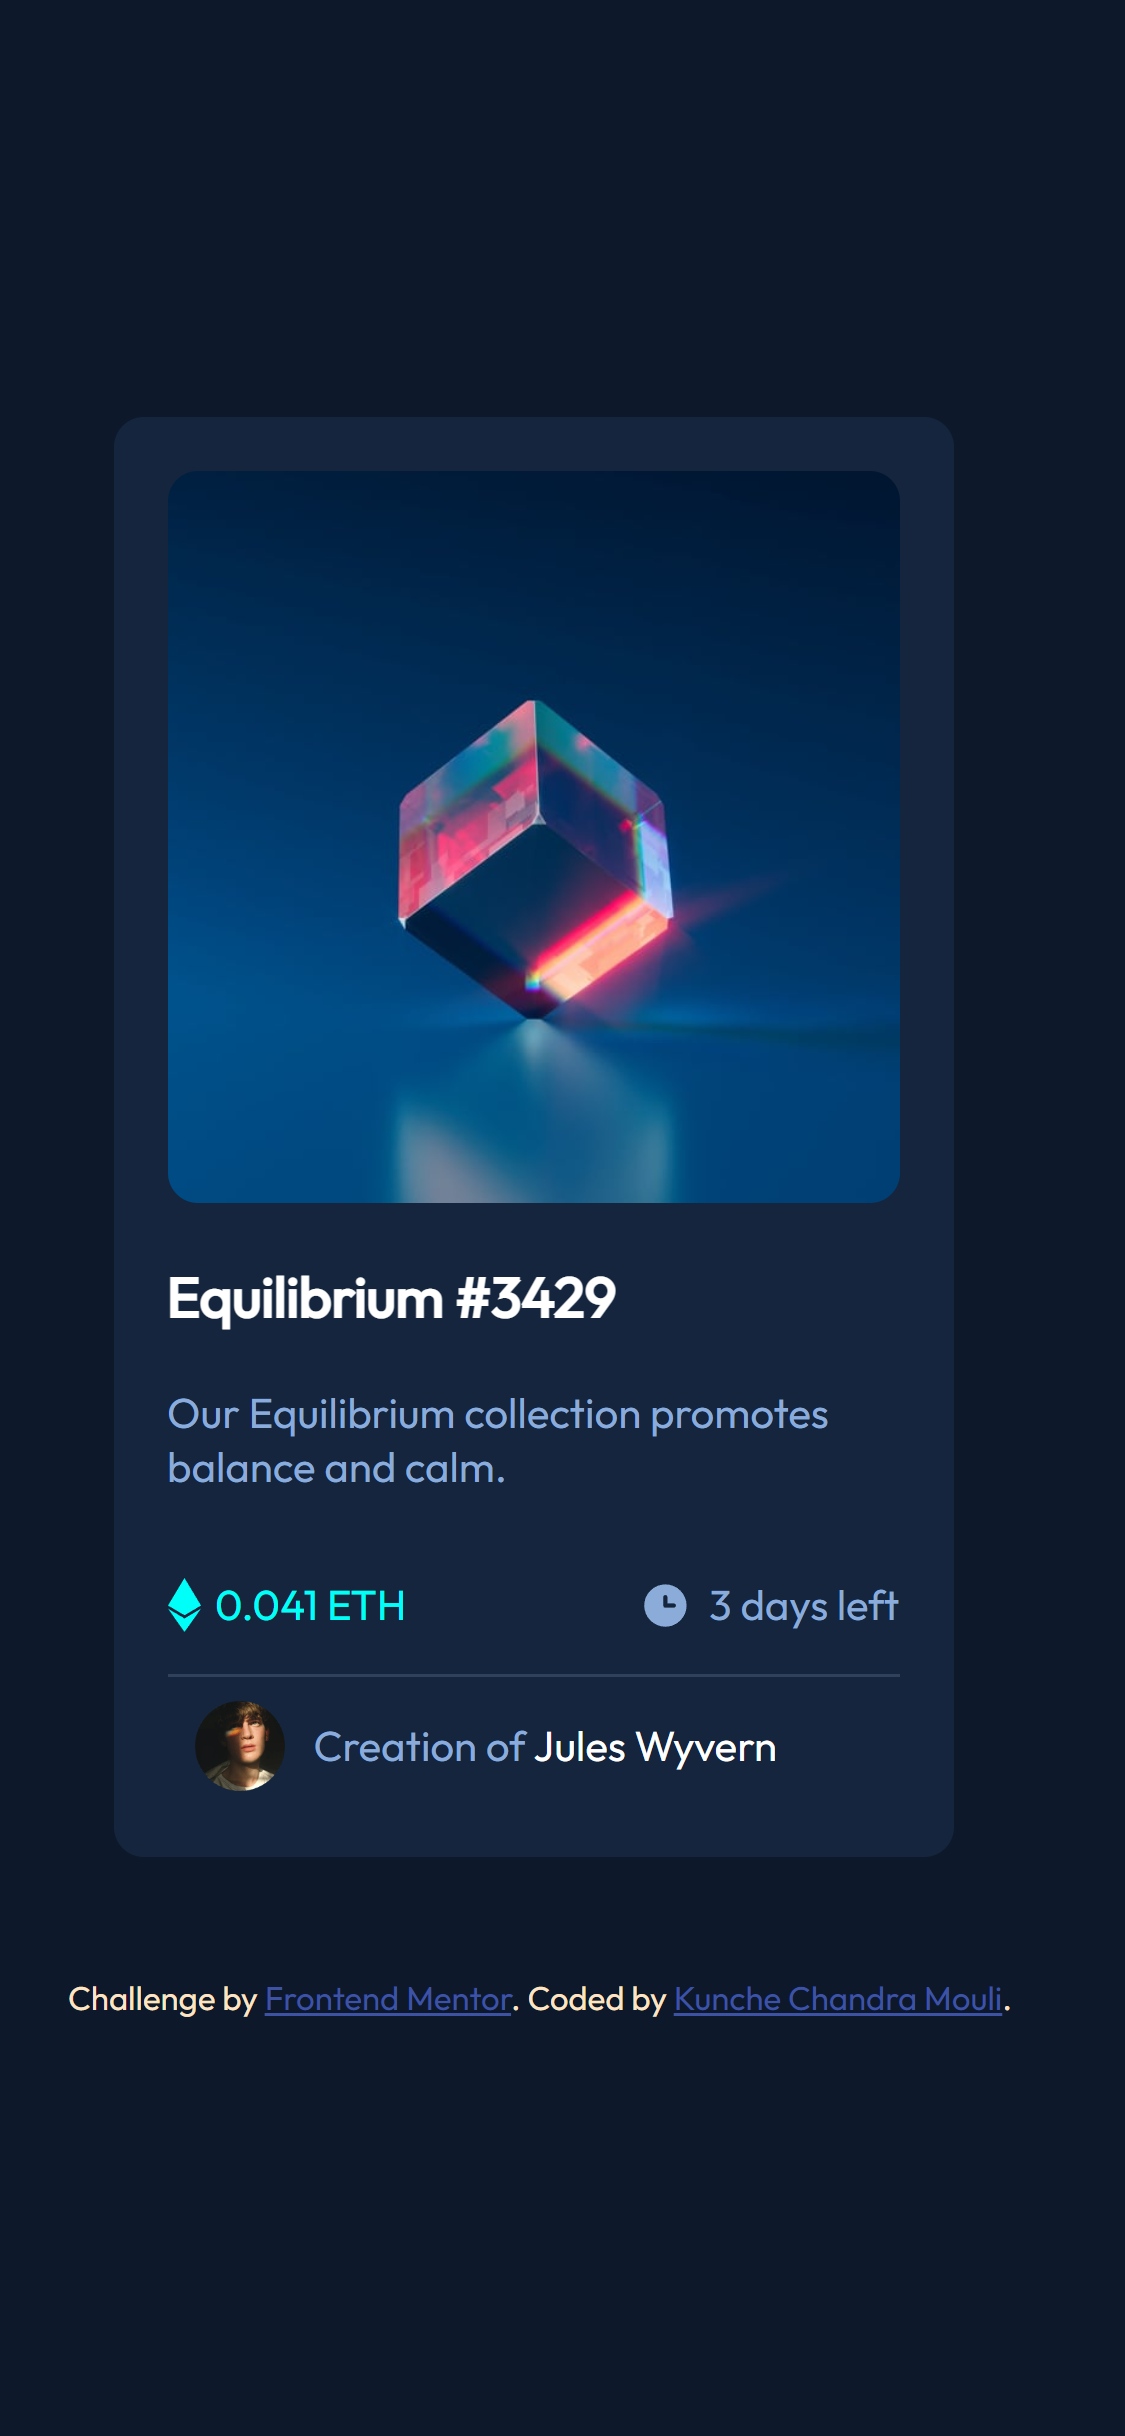 Equilibrium #3429
Our Equilibrium collection promotes
balance and calm.
0.041 ETH
3 days left
Creation of Jules Wyvern
Challenge by Frontend Mentor. Coded by Kunche Chandra Mouli.